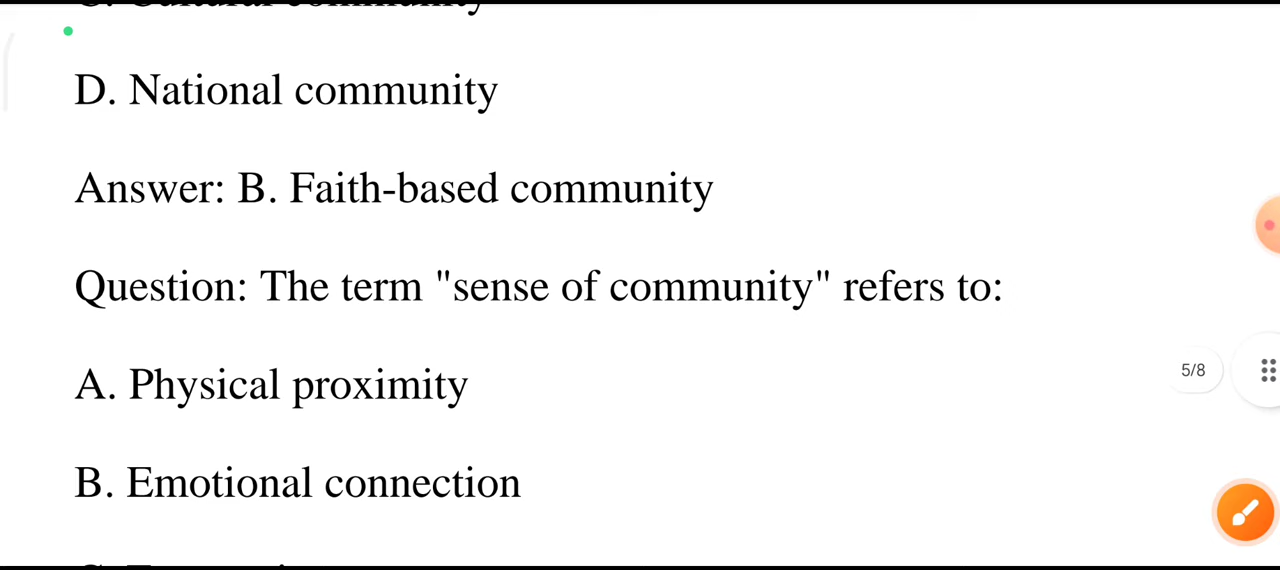 D. National community
Answer: B. Faith-based community
Question: The term "sense of community" refers to:
A. Physical proximity
5/8
B. Emotional connection